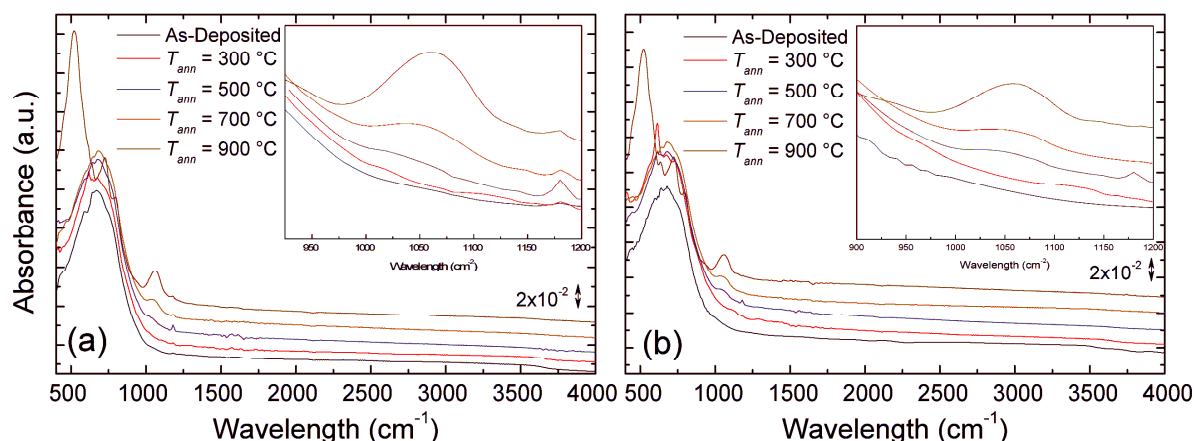 As-Deposited
T_ann = 300 °C
T_ann = 500 °C
T_ann = 700 °C
T_ann = 900 °C
950 1000 1050 1100 1150 1200
Wavelength (cm-1)
2x10-2
(a)
Absorbance (a.u.)
500 1000 1500 2000 2500 3000 3500 4000
Wavelength (cm-1)
As-Deposited
T_ann = 300 °C
T_ann = 500 °C
T_ann = 700 °C
T_ann = 900 °C
900 950 1000 1050 1100 1150 1200
Wavelength (cm-1)
2x10-2
(b)
500 1000 1500 2000 2500 3000 3500 4000
Wavelength (cm-1)